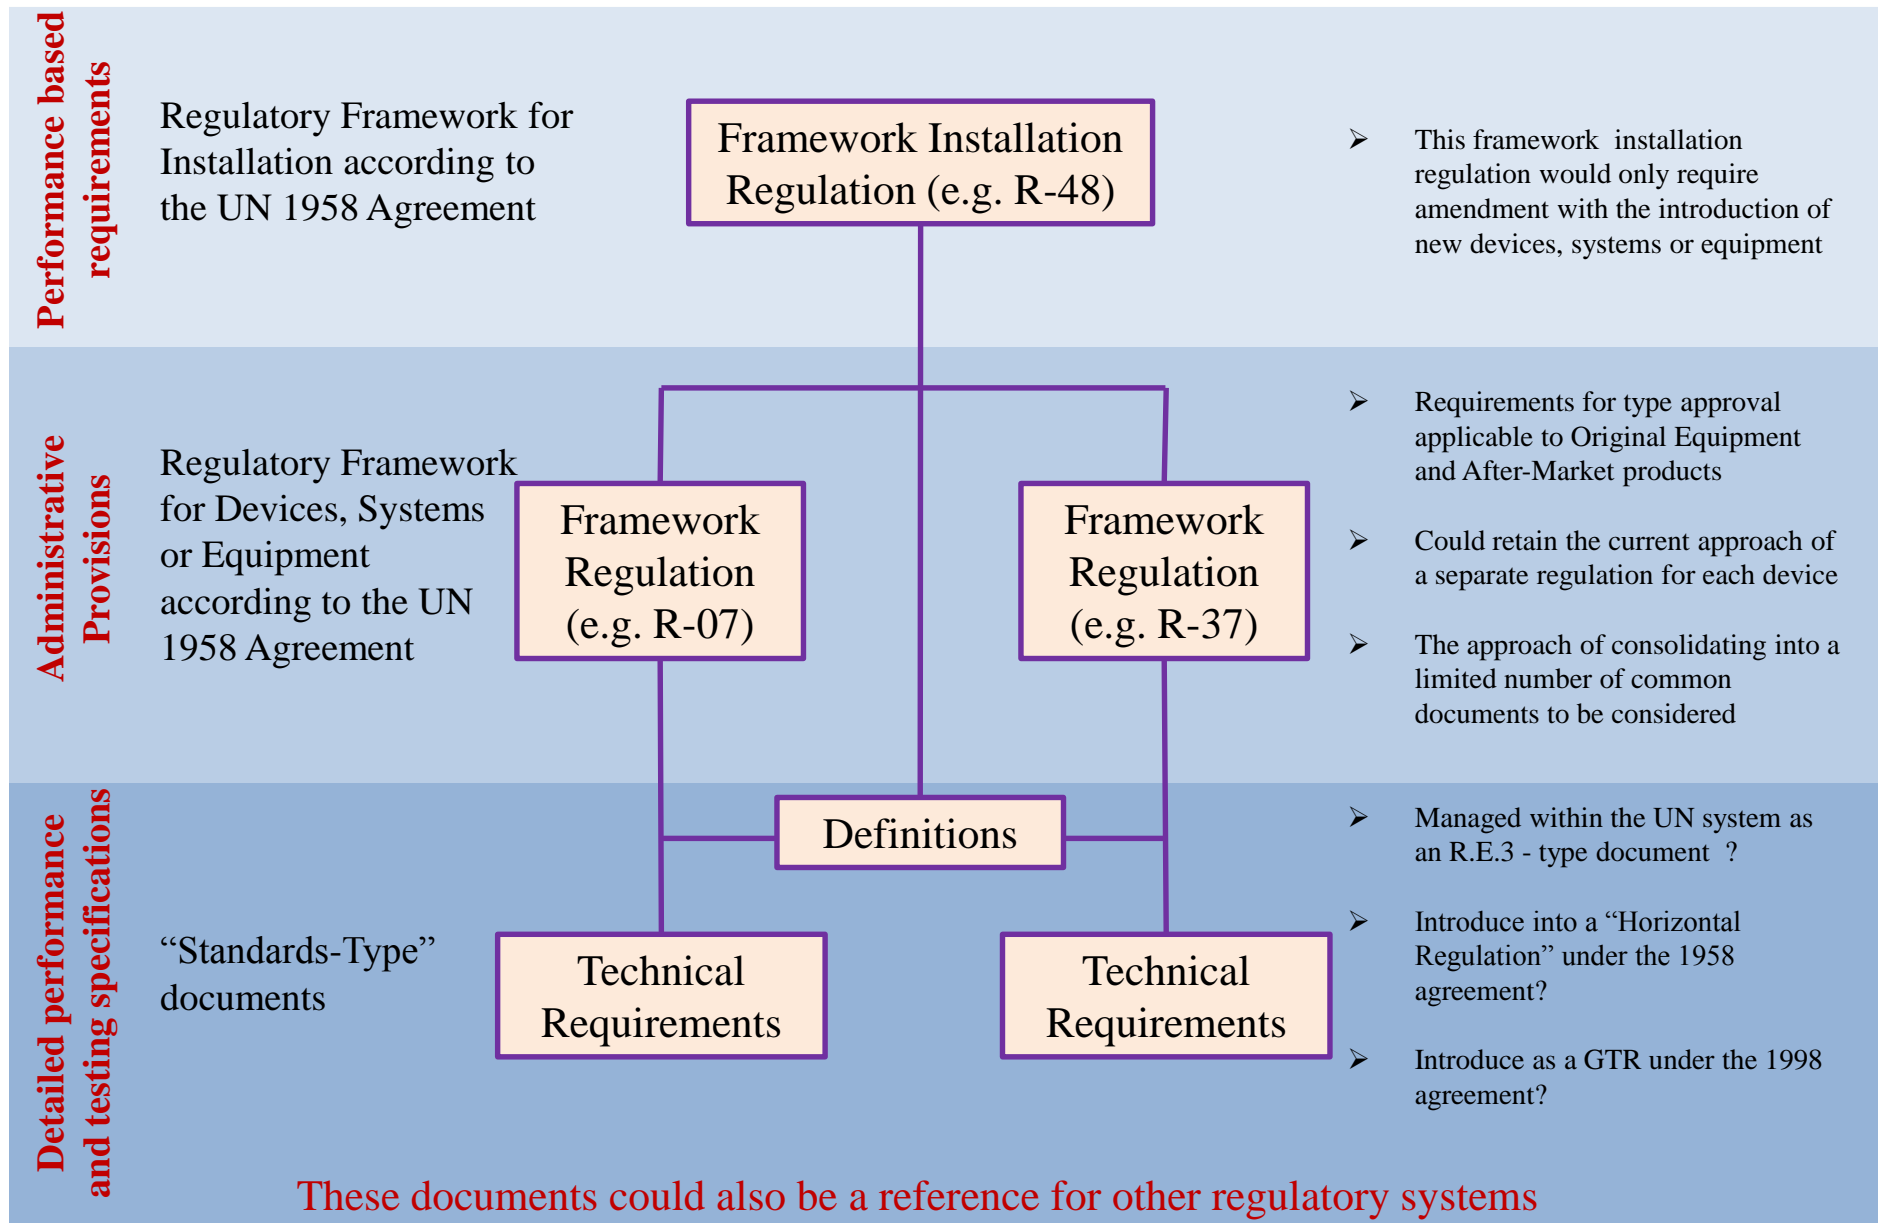 Performance based
requirements
Regulatory Framework for
Installation according to
the UN 1958 Agreement
Framework Installation
Regulation (e.g. R-48)
➢ This framework installation
regulation would only require
amendment with the introduction of
new devices, systems or equipment
Administrative
Provisions
Regulatory Framework
for Devices, Systems
or Equipment
according to the UN
1958 Agreement
Framework
Regulation
(e.g. R-07)
Framework
Regulation
(e.g. R-37)
➢ Requirements for type approval
applicable to Original Equipment
and After-Market products
➢ Could retain the current approach of
a separate regulation for each device
➢ The approach of consolidating into a
limited number of common
documents to be considered
Detailed performance
and testing specifications
“Standards-Type”
documents
Definitions
Technical
Requirements
Technical
Requirements
➢ Managed within the UN system as
an R.E.3 - type document ?
➢ Introduce into a “Horizontal
Regulation” under the 1958
agreement?
➢ Introduce as a GTR under the 1998
agreement?
These documents could also be a reference for other regulatory systems